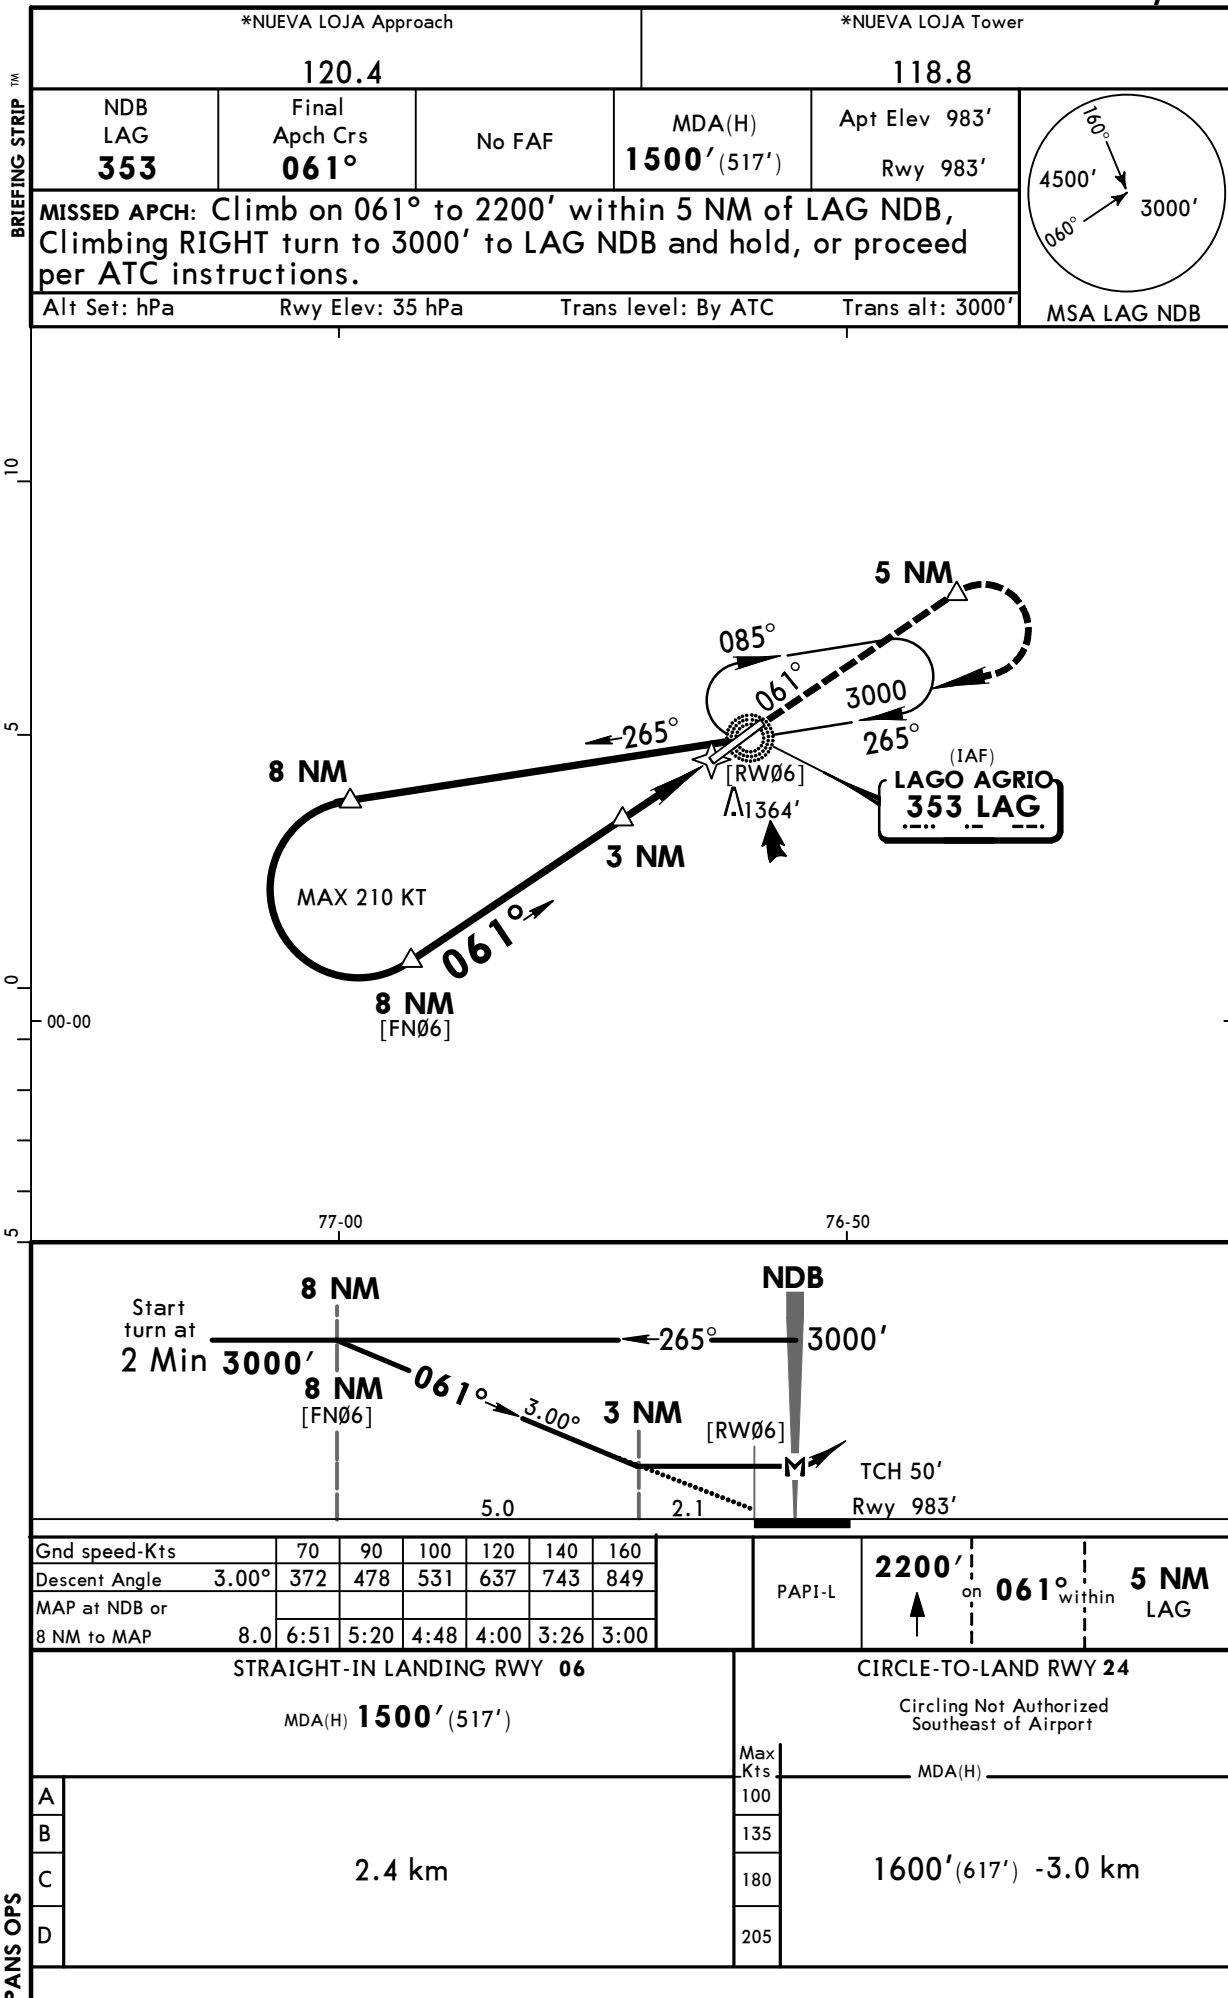 *NUEVA LOJA Approach
120.4
*NUEVA LOJA Tower
118.8
BRIEFING STRIP ™
NDB
LAG
353
Final
Apch Crs
061°
No FAF
MDA(H)
1500'(517')
Apt Elev 983'
Rwy 983'
160°
4500'
3000'
060°
MSA LAG NDB
MISSED APCH: Climb on 061° to 2200' within 5 NM of LAG NDB,
Climbing RIGHT turn to 3000' to LAG NDB and hold, or proceed
per ATC instructions.
Alt Set: hPa Rwy Elev: 35 hPa Trans level: By ATC Trans alt: 3000'
10
5
0
5
5 NM
085°
061°
3000
265°
265°
8 NM
[RWØ6]
1364'
(IAF)
LAGO AGRIO
353 LAG
3 NM
MAX 210 KT
061°
8 NM
[FNØ6]
00-00
77-00
76-50
8 NM
NDB
Start
turn at
2 Min 3000'
265°
3000'
8 NM
[FNØ6]
061°
3.00°
3 NM
[RWØ6]
M
TCH 50'
Rwy 983'
5.0
2.1
Gnd speed-Kts 70 90 100 120 140 160
Descent Angle 3.00° 372 478 531 637 743 849
MAP at NDB or
8 NM to MAP 8.0 6:51 5:20 4:48 4:00 3:26 3:00
PAPI-L
2200' on 061° within 5 NM
LAG
STRAIGHT-IN LANDING RWY 06
MDA(H) 1500'(517')
CIRCLE-TO-LAND RWY 24
Circling Not Authorized
Southeast of Airport
Max
Kts
MDA(H)
A
B
C
D
2.4 km
100
135
180
205
1600'(617') -3.0 km
PANS OPS